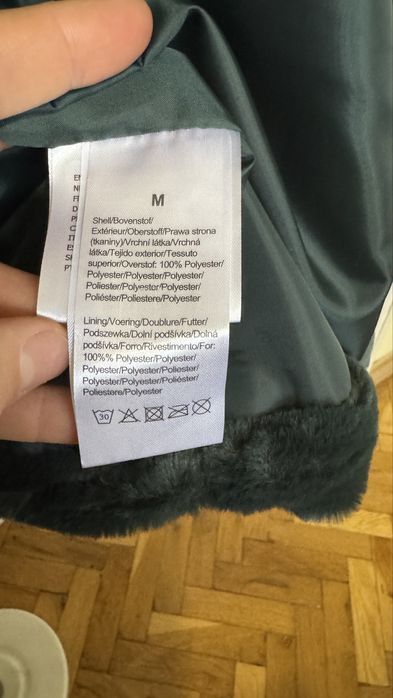 M
Shell/Bovenstof/
Extérieur/Oberstoff/Prawa strona
(tkaniny)/Vrchní látka/Vrchná
látka/Tejido exterior/Tessuto
superior/Overstof: 100% Polyester/
Polyester/Polyester/Polyester/
Poliester/Polyester/Polyester/
Poliéster/Poliestere/Polyester
Lining/Voering/Doublure/Futter/
Podszewka/Dolní podšívka/Dolná
podšívka/Forro/Rivestimento/For:
100%% Polyester/Polyester/
Polyester/Polyester/Poliester/
Polyester/Polyester/Poliéster/
Poliestere/Polyester
30